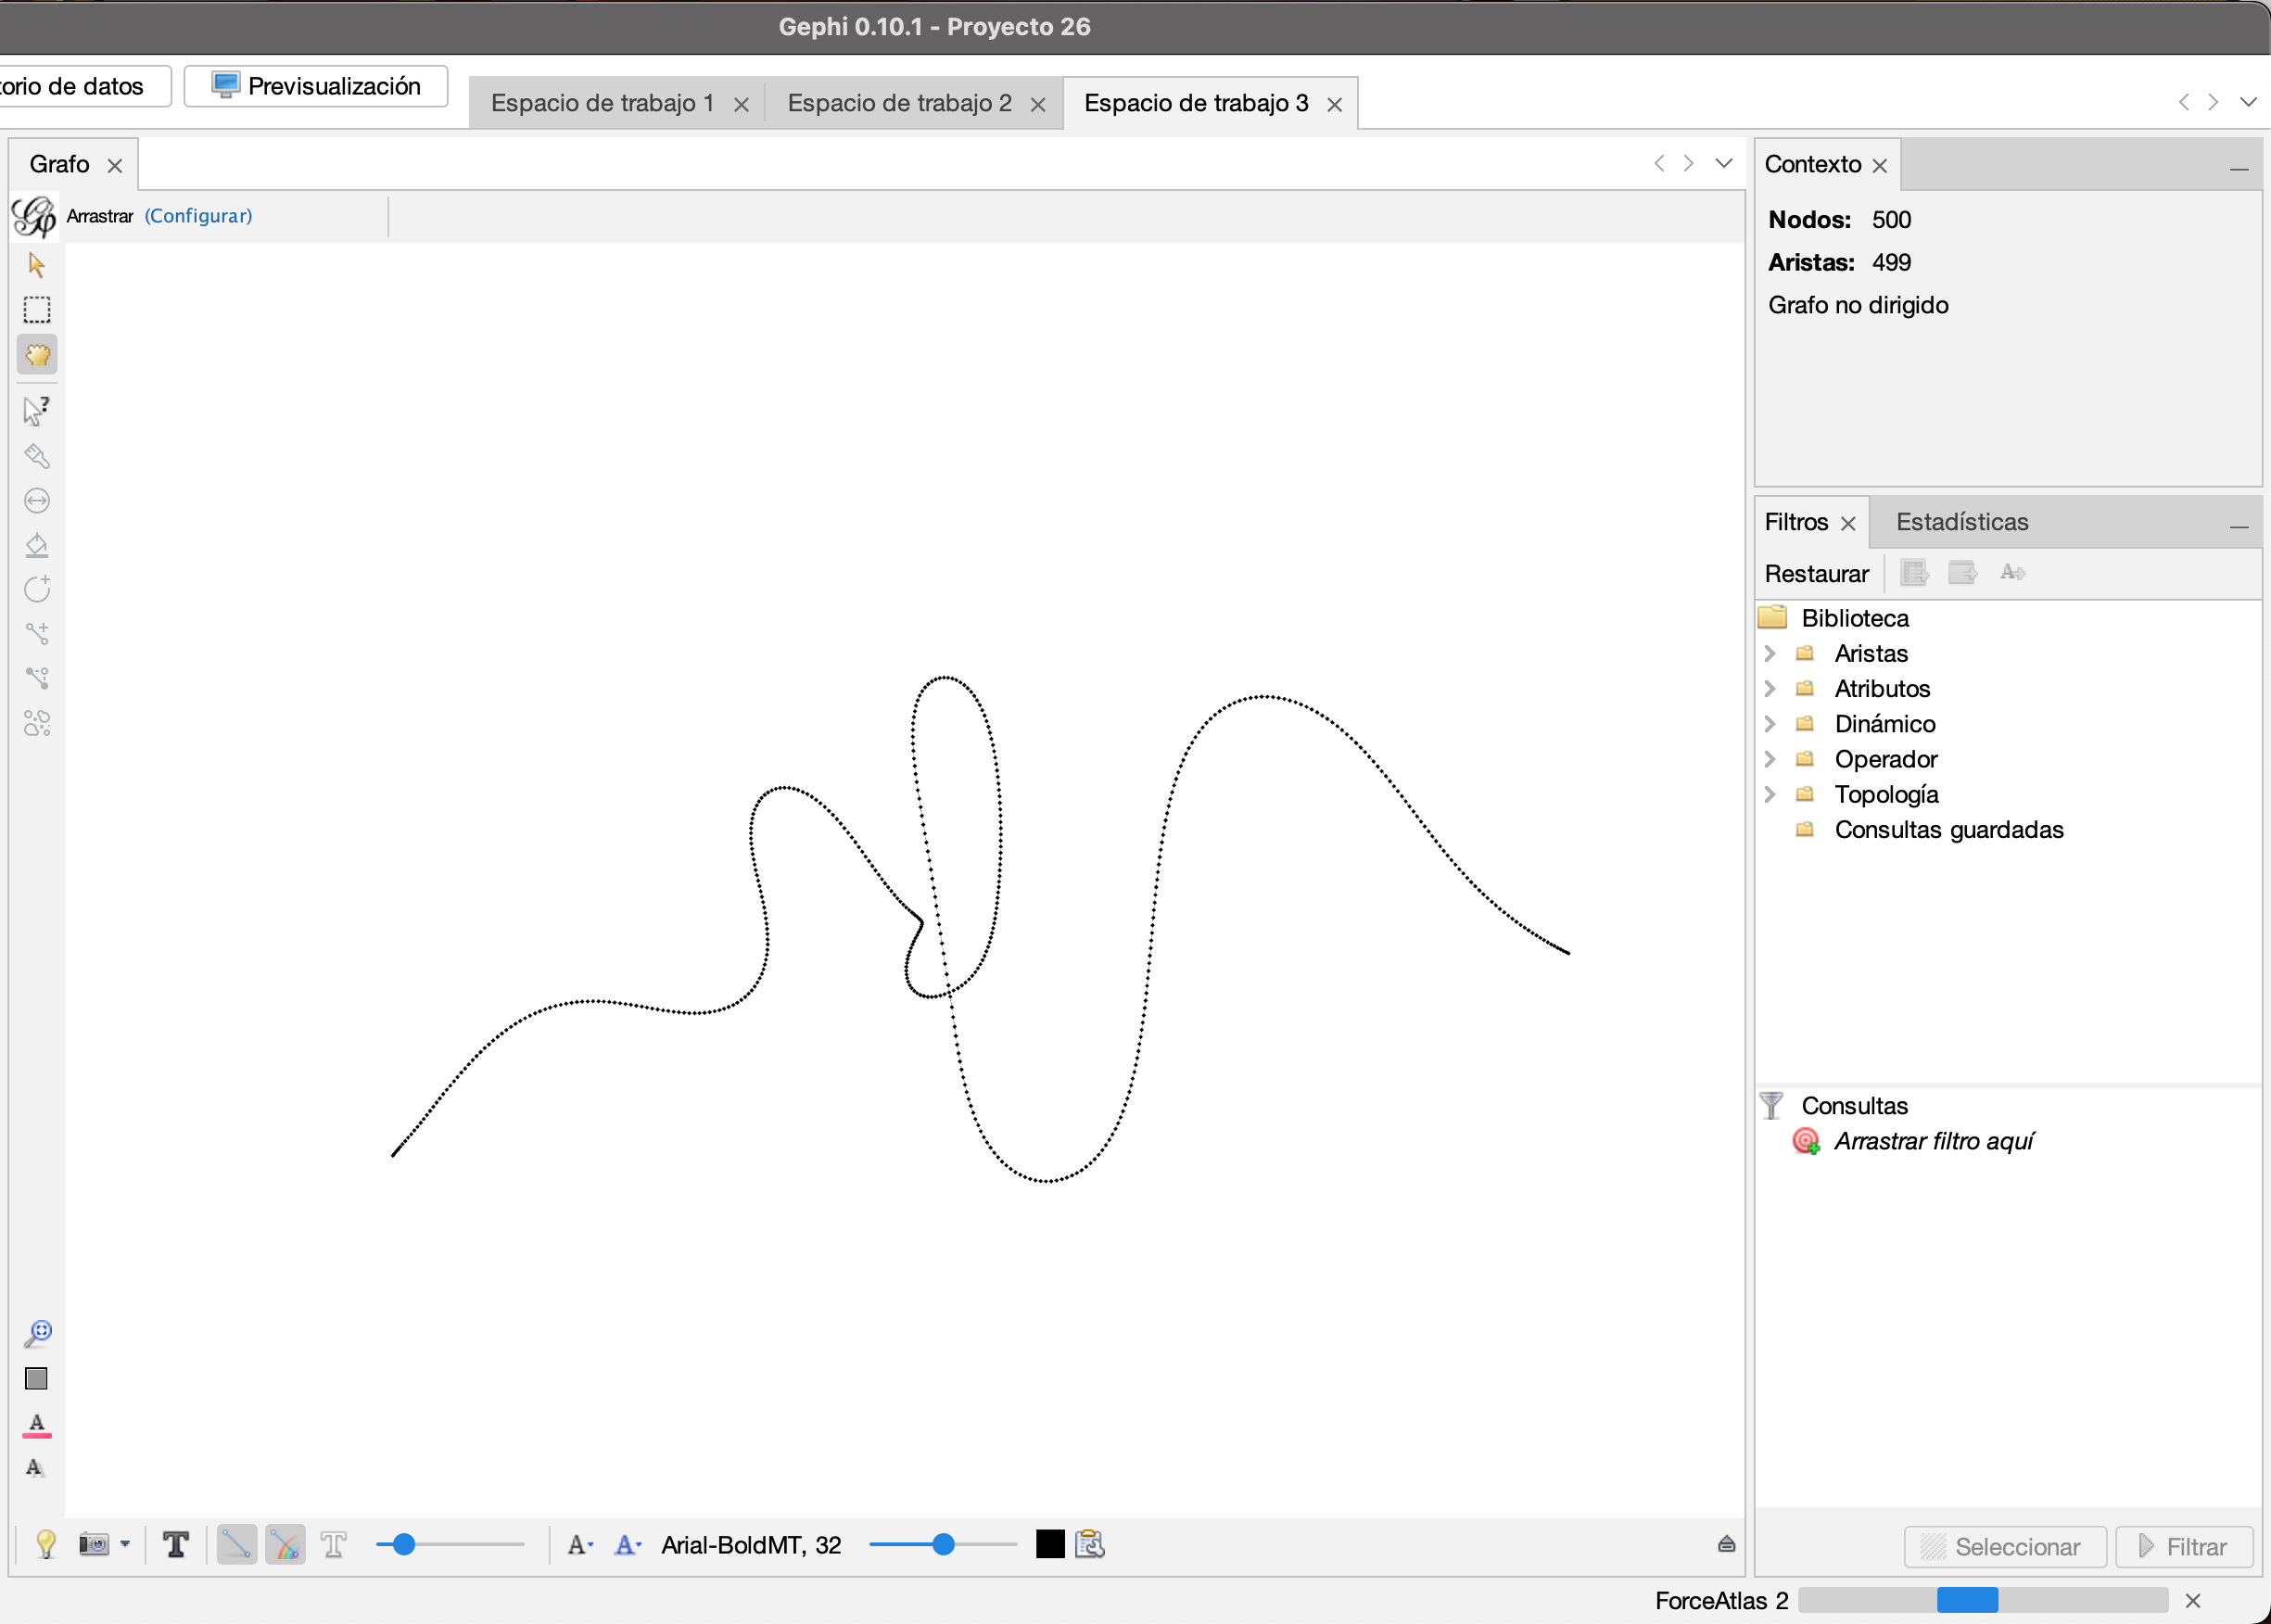 Gephi 0.10.1 - Proyecto 26
torio de datos
Previsualización
Espacio de trabajo 1
Espacio de trabajo 2
Espacio de trabajo 3
Grafo
Arrastrar (Configurar)
Contexto
Nodos: 500
Aristas: 499
Grafo no dirigido
Filtros
Estadísticas
Restaurar
Biblioteca
Aristas
Atributos
Dinámico
Operador
Topología
Consultas guardadas
Consultas
Arrastrar filtro aquí
Arial-BoldMT, 32
Seleccionar
Filtrar
ForceAtlas 2